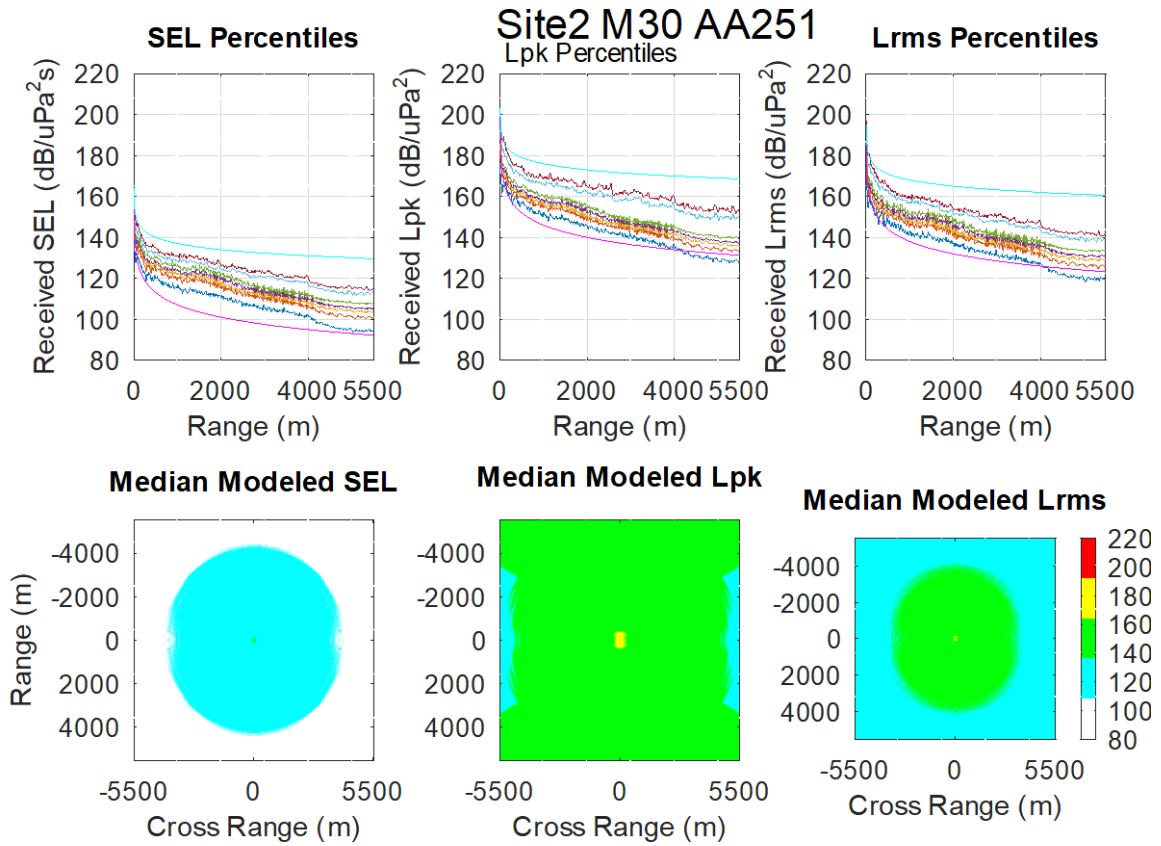 Site2 M30 AA251
SEL Percentiles
Lpk Percentiles
Lrms Percentiles
Received SEL (dB/uPa²s)
220
200
180
160
140
120
100
80
0 2000 4000 5500
Range (m)
Received Lpk (dB/uPa²)
220
200
180
160
140
120
100
80
0 2000 4000 5500
Range (m)
Received Lrms (dB/uPa²)
220
200
180
160
140
120
100
80
0 2000 4000 5500
Range (m)
Median Modeled SEL
Range (m)
-4000
-2000
0
2000
4000
-5500 0 5500
Cross Range (m)
Median Modeled Lpk
-4000
-2000
0
2000
4000
-5500 0 5500
Cross Range (m)
Median Modeled Lrms
-4000
-2000
0
2000
4000
-5500 0 5500
Cross Range (m)
220
200
180
160
140
120
100
80